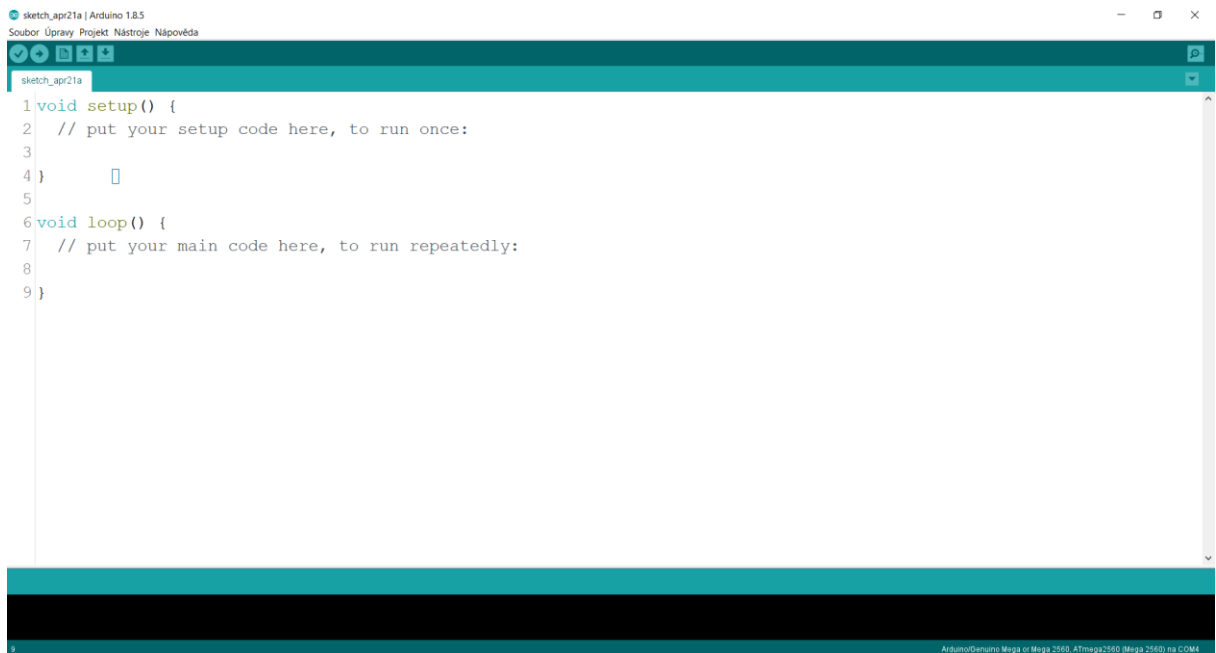 sketch_apr21a | Arduino 1.8.5
Soubor Úpravy Projekt Nástroje Nápověda
sketch_apr21a
1 void setup() {
2   // put your setup code here, to run once:
3
4 }
5
6 void loop() {
7   // put your main code here, to run repeatedly:
8
9 }
9 Arduino/Genuino Mega or Mega 2560, ATmega2560 (Mega 2560) na COM4